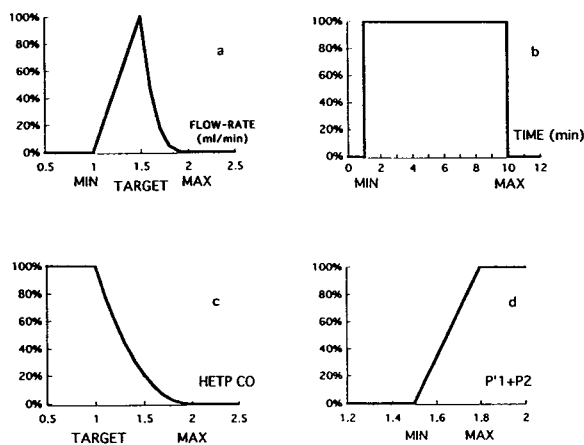 100%
80%
60%
40%
20%
0%
a
FLOW-RATE
(ml/min)
0.5 1 1.5 2 2.5
MIN TARGET MAX
100%
80%
60%
40%
20%
0%
b
TIME (min)
0 2 4 6 8 10 12
MIN MAX
100%
80%
60%
40%
20%
0%
c
HETP CO
0.5 1 1.5 2 2.5
TARGET MAX
100%
80%
60%
40%
20%
0%
d
P'1+P2
1.2 1.4 1.6 1.8 2
MIN MAX